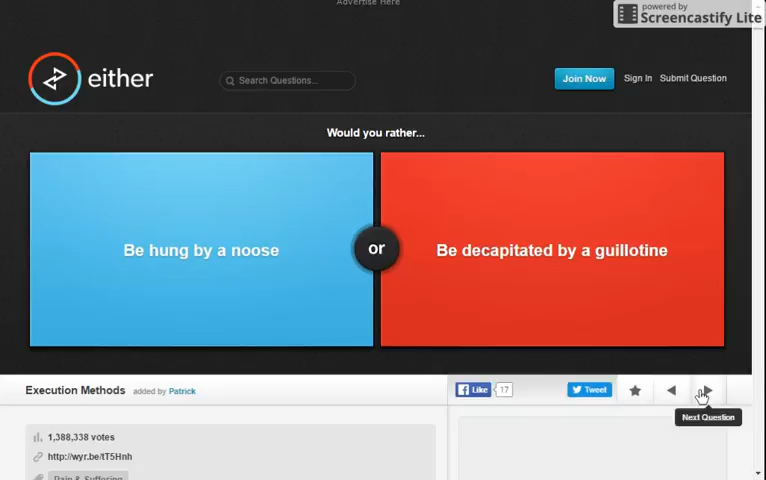 Advertise Here
powered by
Screencastify Lite
either
Search Questions...
Join Now
Sign In
Submit Question
Would you rather...
Be hung by a noose
or
Be decapitated by a guillotine
Execution Methods added by Patrick
Like
17
Tweet
Next Question
1,388,338 votes
http://wyr.be/tT5Hnh
Pain & Suffering